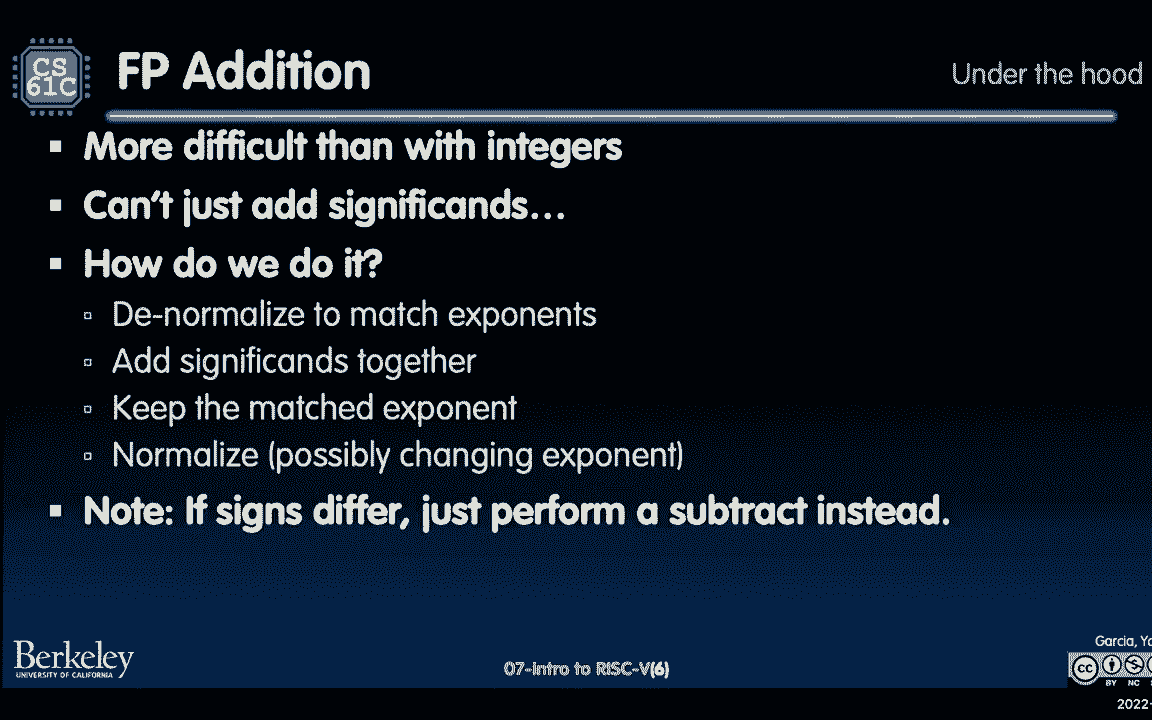 CS
61C
FP Addition
Under the hood
More difficult than with integers
Can't just add significands…
How do we do it?
De-normalize to match exponents
Add significands together
Keep the matched exponent
Normalize (possibly changing exponent)
Note: If signs differ, just perform a subtract instead.
Berkeley
UNIVERSITY OF CALIFORNIA
07-Intro to RISC-V(6)
Garcia,
cc
BY NC
2022-